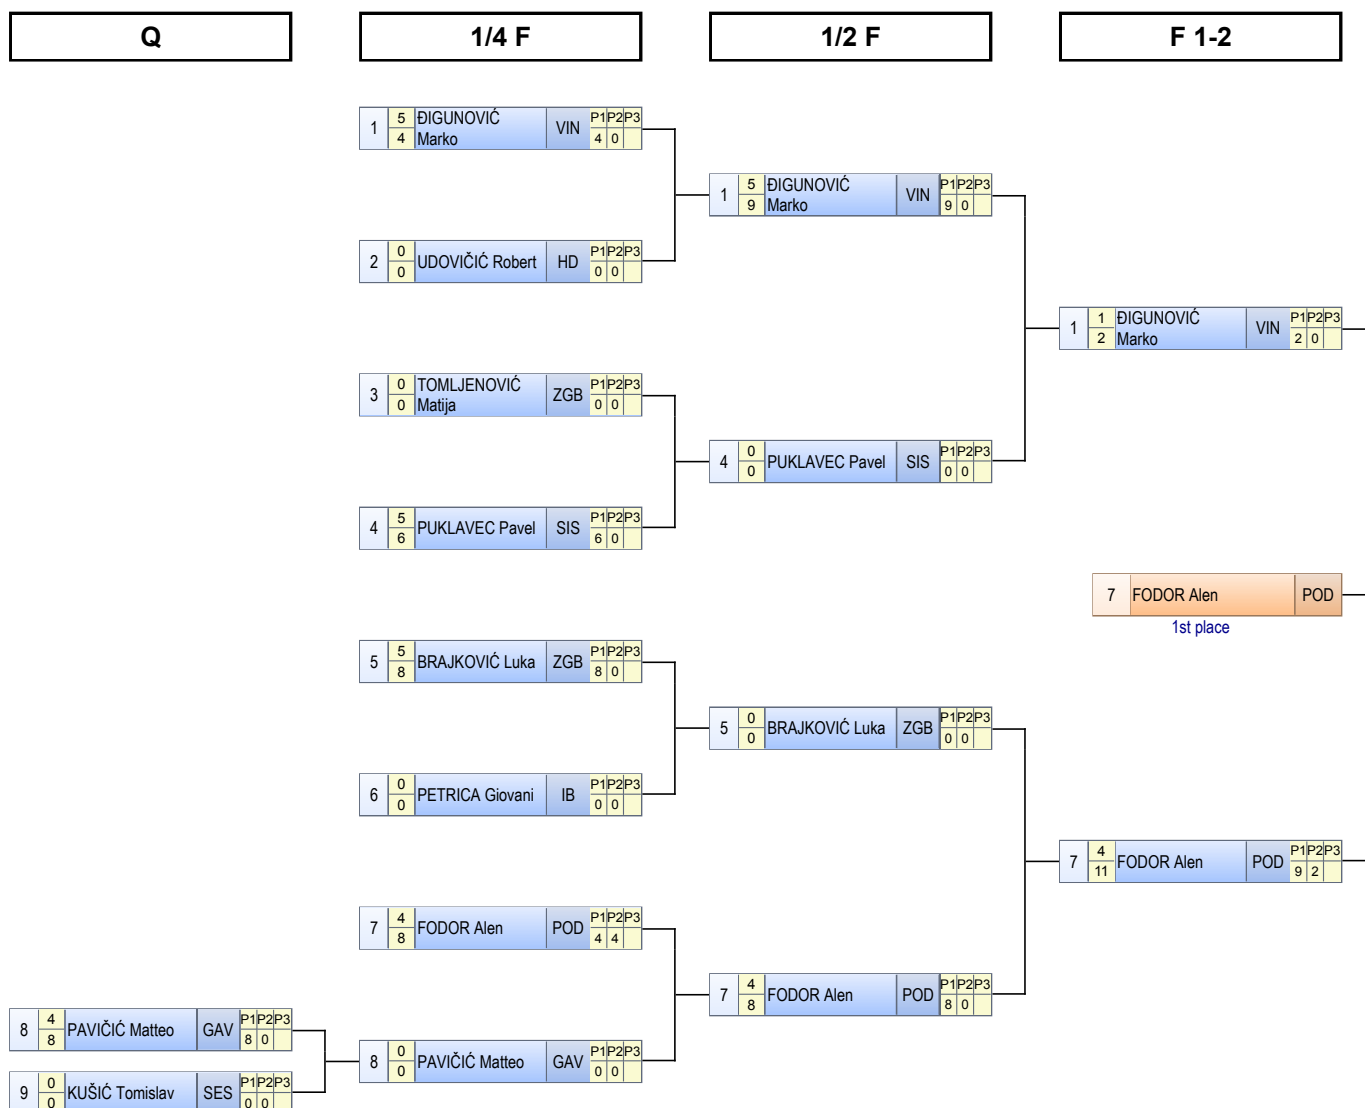 Q 1/4 F 1/2 F F 1-2
5 ĐIGUNOVIĆ P1 P2 P3
1 VIN
4 Marko 4 0
5 ĐIGUNOVIĆ P1 P2 P3
1 VIN
9 Marko 9 0
0 P1 P2 P3
2 UDOVIČIĆ Robert HD
0 0 0
1 ĐIGUNOVIĆ P1 P2 P3
1 VIN
2 Marko 2 0
0 TOMLJENOVIĆ P1 P2 P3
3 ZGB
0 Matija 0 0
0 P1 P2 P3
4 PUKLAVEC Pavel SIS
0 0 0
5 P1 P2 P3
4 PUKLAVEC Pavel SIS
6 6 0
7 FODOR Alen POD
1st place
5 P1 P2 P3
5 BRAJKOVIĆ Luka ZGB
8 8 0
0 P1 P2 P3
5 BRAJKOVIĆ Luka ZGB
0 0 0
0 P1 P2 P3
6 PETRICA Giovani IB
0 0 0
4 P1 P2 P3
7 FODOR Alen POD
11 9 2
4 P1 P2 P3
7 FODOR Alen POD
8 4 4
4 P1 P2 P3
7 FODOR Alen POD
8 8 0
4 P1 P2 P3
8 PAVIČIĆ Matteo GAV
8 8 0
0 P1 P2 P3
8 PAVIČIĆ Matteo GAV
0 0 0
0 P1 P2 P3
9 KUŠIĆ Tomislav SES
0 0 0